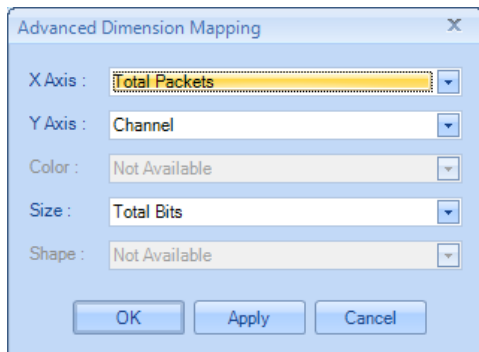 Advanced Dimension Mapping
X Axis : Total Packets
Y Axis : Channel
Color : Not Available
Size : Total Bits
Shape : Not Available
OK Apply Cancel